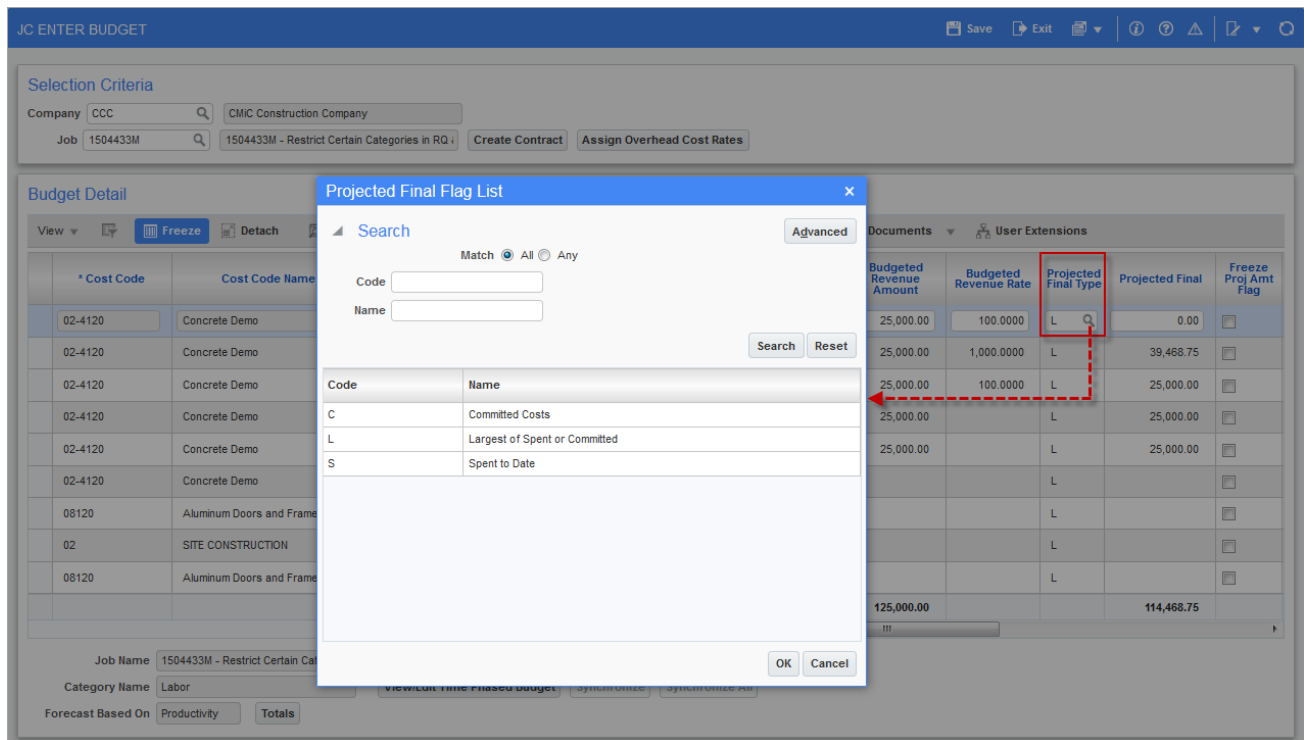 JC ENTER BUDGET
Save Exit
Selection Criteria
Company CCC CMiC Construction Company
Job 1504433M 1504433M - Restrict Certain Categories in RQ Create Contract Assign Overhead Cost Rates
Budget Detail
View Freeze Detach Documents User Extensions
* Cost Code Cost Code Name Budgeted Revenue Amount Budgeted Revenue Rate Projected Final Type Projected Final Freeze Proj Amt Flag
02-4120 Concrete Demo 25,000.00 100.0000 L 0.00
02-4120 Concrete Demo 25,000.00 1,000.0000 L 39,468.75
02-4120 Concrete Demo 25,000.00 100.0000 L 25,000.00
02-4120 Concrete Demo 25,000.00 L 25,000.00
02-4120 Concrete Demo 25,000.00 L 25,000.00
02-4120 Concrete Demo L
08120 Aluminum Doors and Frame L
02 SITE CONSTRUCTION L
08120 Aluminum Doors and Frame L
125,000.00 114,468.75
Projected Final Flag List
Search Advanced
Match All Any
Code
Name
Search Reset
Code Name
C Committed Costs
L Largest of Spent or Committed
S Spent to Date
OK Cancel
Job Name 1504433M - Restrict Certain Cat
Category Name Labor View/Edit Time Phased Budget Synchronize Synchronize All
Forecast Based On Productivity Totals